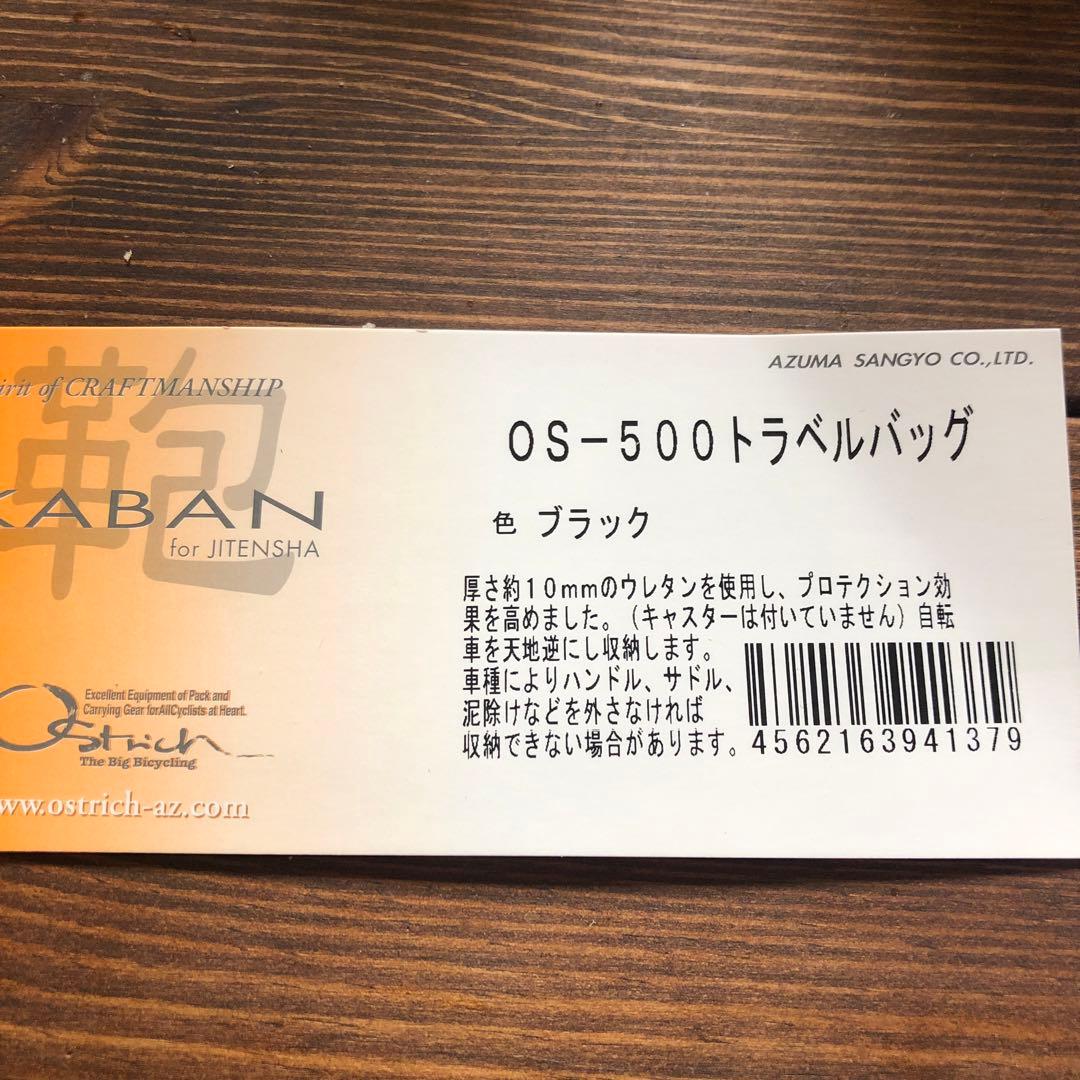 AZUMA SANGYO CO.,LTD.
of CRAFTMANSHIP
鞄
KABAN
for JITENSHA
OS-500トラベルバッグ
色 ブラック
厚さ約10mmのウレタンを使用し、プロテクション効
果を高めました。(キャスターは付いていません)自転
車を天地逆にし収納します。
車種によりハンドル、サドル、
泥除けなどを外さなければ
収納できない場合があります。
4562163941379
Excellent Equipment of Pack and
Carrying Gear forAllCyclists at Heart.
Ostrich
The Big Bicycling
www.ostrich-az.com